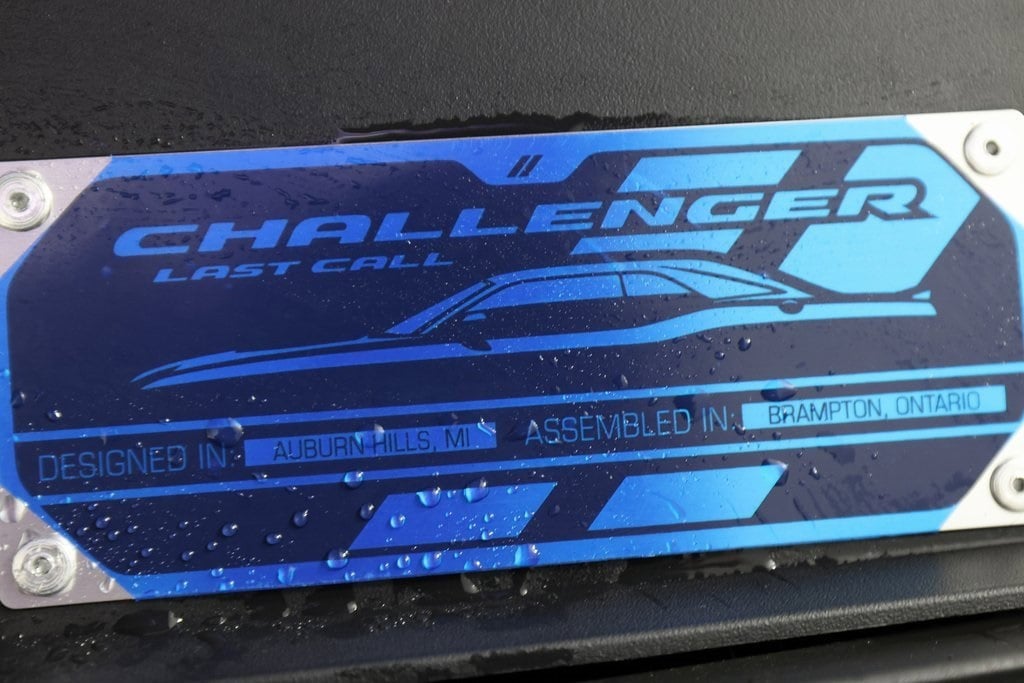 CHALLENGER
LAST CALL
DESIGNED IN: AUBURN HILLS, MI
ASSEMBLED IN: BRAMPTON, ONTARIO